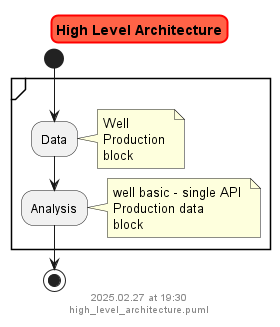 High Level Architecture
Data
Well
Production
block
Analysis
well basic - single API
Production data
block
2025.02.27 at 19:30
high_level_architecture.puml